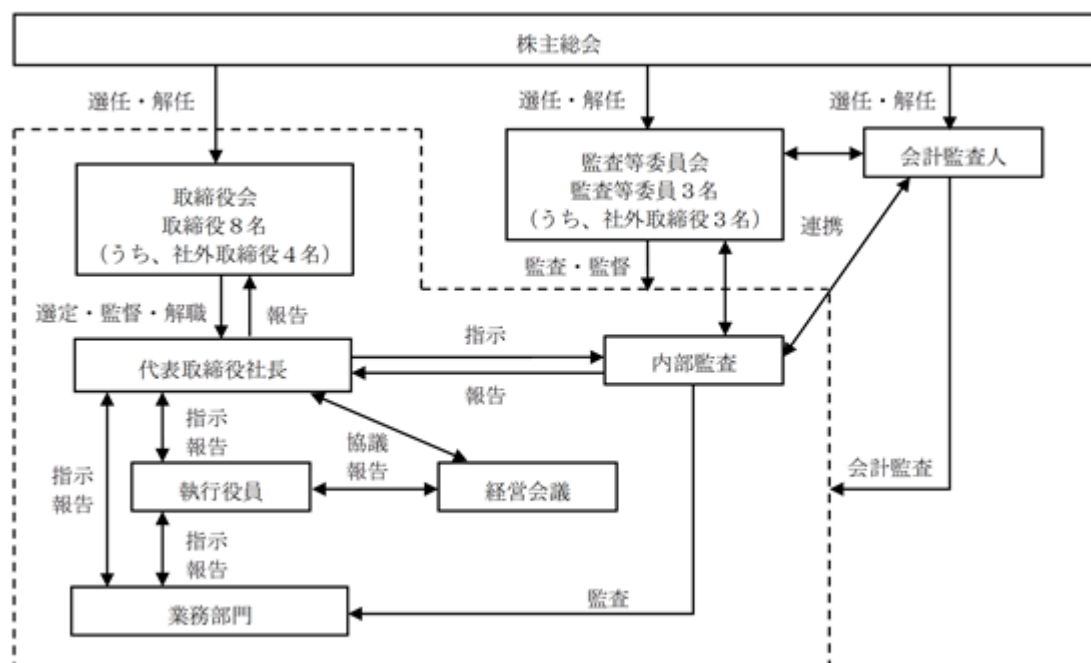 株主総会
選任・解任
選任・解任
選任・解任
取締役会
取締役８名
（うち、社外取締役４名）
監査等委員会
監査等委員３名
（うち、社外取締役３名）
会計監査人
連携
監査・監督
選定・監督・解職
報告
代表取締役社長
指示
報告
内部監査
指示
報告
協議
報告
指示
報告
執行役員
経営会議
会計監査
指示
報告
業務部門
監査